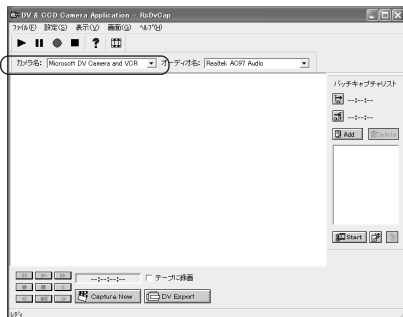 DV & CCD Camera Application - RsDvCap
ファイル(F) 設定(S) 表示(V) 画面(G) ヘルプ(H)
カメラ名: Microsoft DV Camera and VCR オーディオ名: Realtek AC97 Audio
バッチキャプチャリスト
--:--:--
--:--:--
Add Delete
Start
--:--:-- テープに録画
Capture Now DV Export
レディ